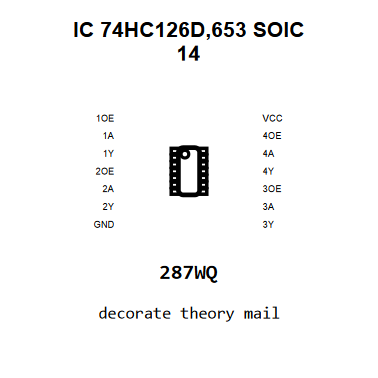 IC 74HC126D,653 SOIC
14
1OE VCC
1A 4OE
1Y 4A
2OE 4Y
2A 3OE
2Y 3A
GND 3Y
287WQ
decorate theory mail